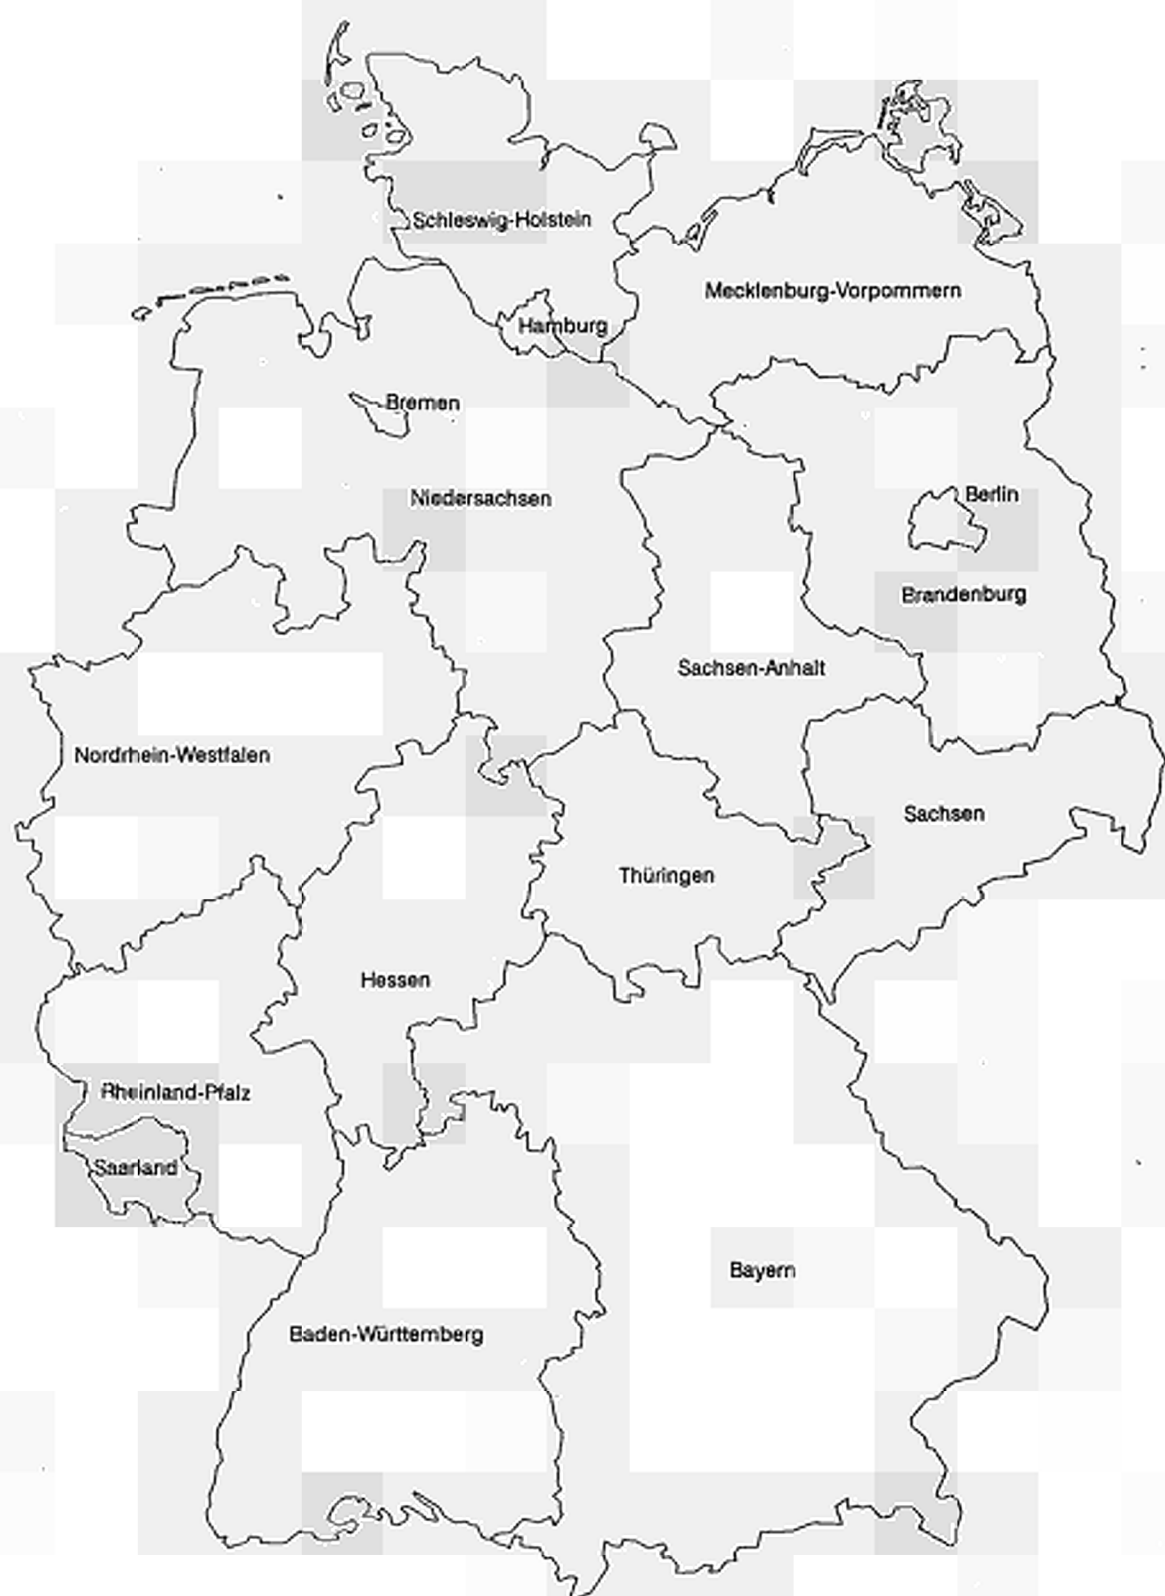 Schleswig-Holstein
Mecklenburg-Vorpommern
Hamburg
Bremen
Niedersachsen
Berlin
Brandenburg
Sachsen-Anhalt
Nordrhein-Westfalen
Sachsen
Thüringen
Hessen
Rheinland-Pfalz
Saarland
Bayern
Baden-Württemberg